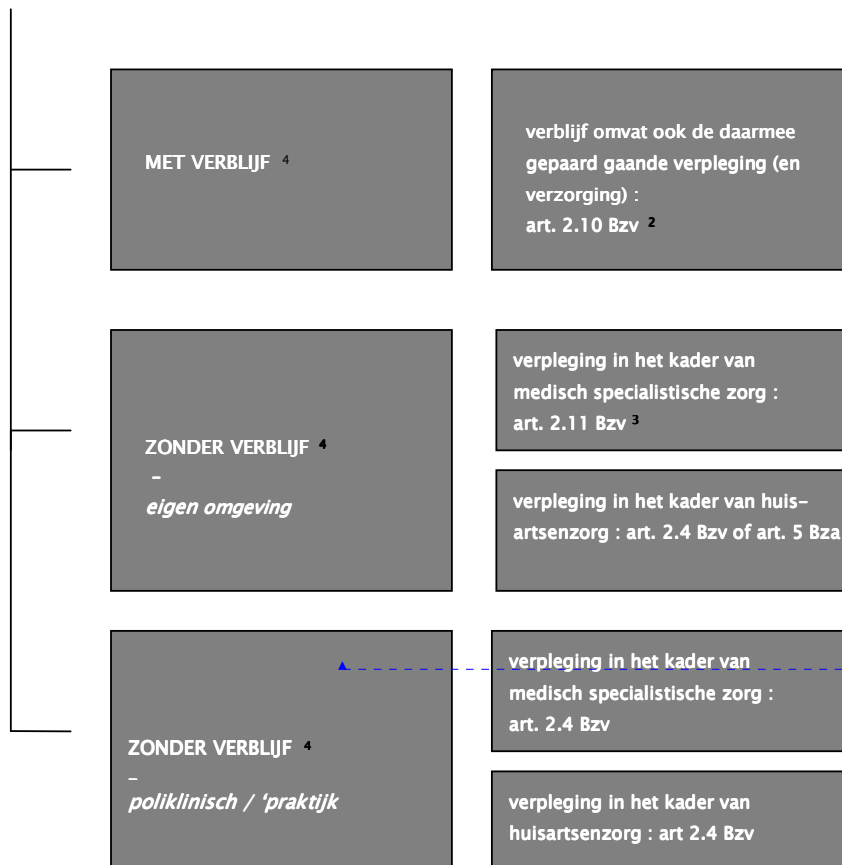 MET VERBLIJF 4
verblijf omvat ook de daarmee
gepaard gaande verpleging (en
verzorging) :
art. 2.10 Bzv 2
ZONDER VERBLIJF 4
–
eigen omgeving
verpleging in het kader van
medisch specialistische zorg :
art. 2.11 Bzv 3
verpleging in het kader van huis–
artsenzorg : art. 2.4 Bzv of art. 5 Bza
ZONDER VERBLIJF 4
–
poliklinisch / ‘praktijk
verpleging in het kader van
medisch specialistische zorg :
art. 2.4 Bzv
verpleging in het kader van
huisartsenzorg : art 2.4 Bzv